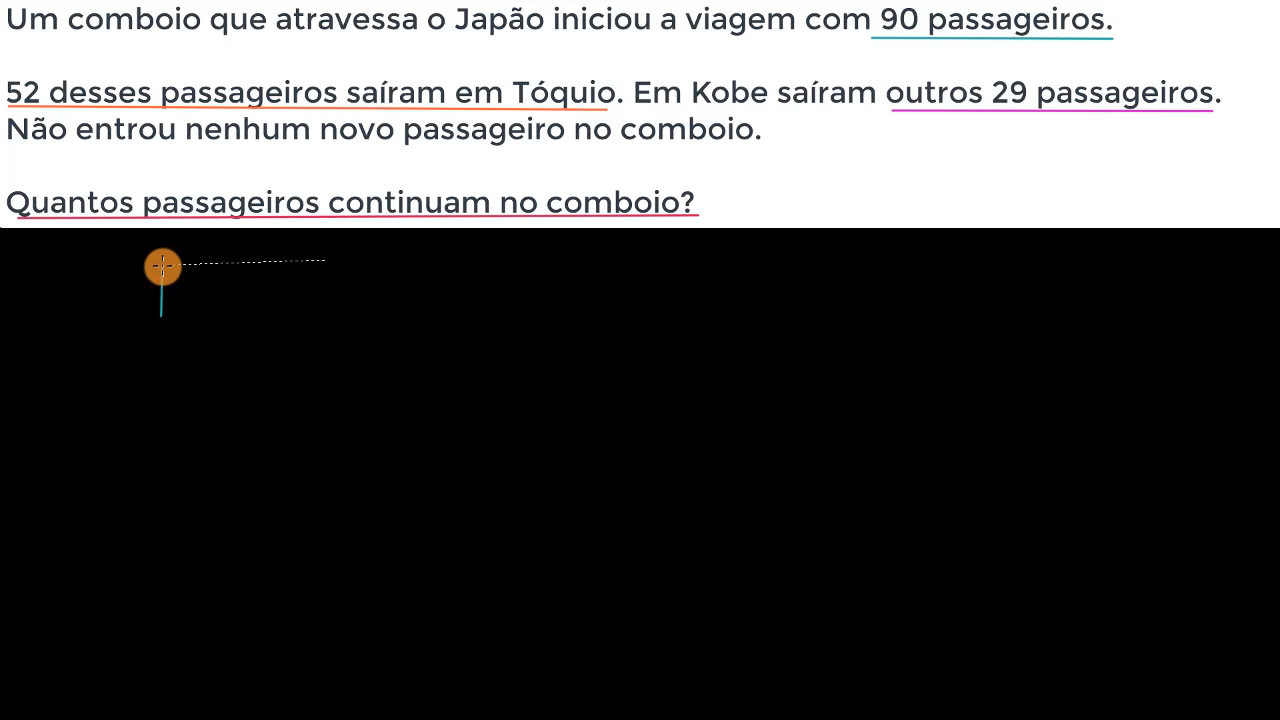 Um comboio que atravessa o Japão iniciou a viagem com 90 passageiros.
52 desses passageiros saíram em Tóquio. Em Kobe saíram outros 29 passageiros.
Não entrou nenhum novo passageiro no comboio.
Quantos passageiros continuam no comboio?